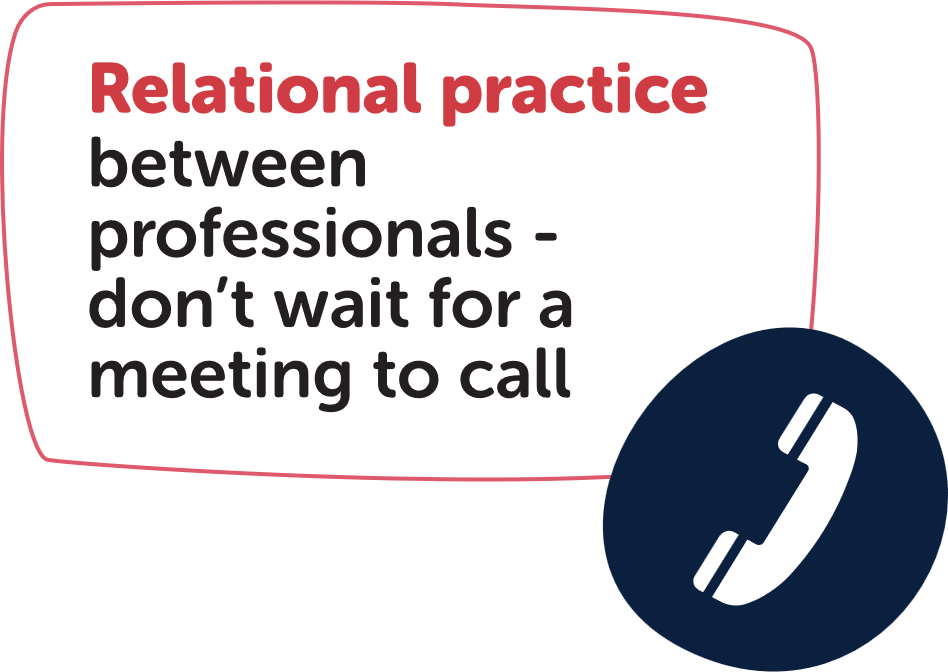 Relational practice
between
professionals -
don’t wait for a
meeting to call